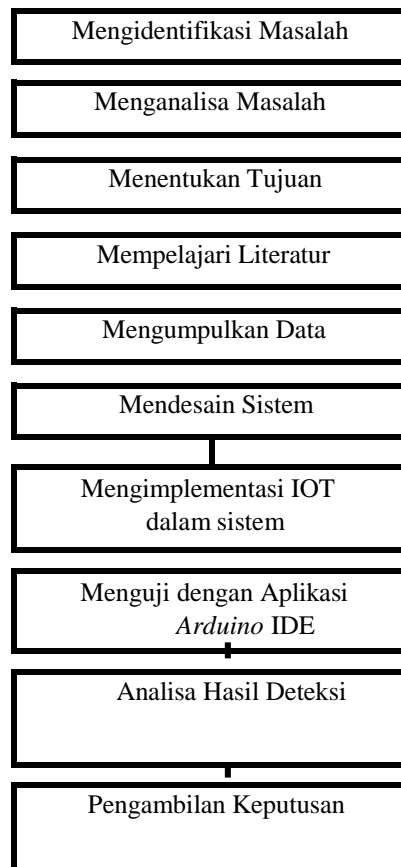 Mengidentifikasi Masalah
Menganalisa Masalah
Menentukan Tujuan
Mempelajari Literatur
Mengumpulkan Data
Mendesain Sistem
Mengimplementasi IOT
dalam sistem
Menguji dengan Aplikasi
Arduino IDE
Analisa Hasil Deteksi
Pengambilan Keputusan